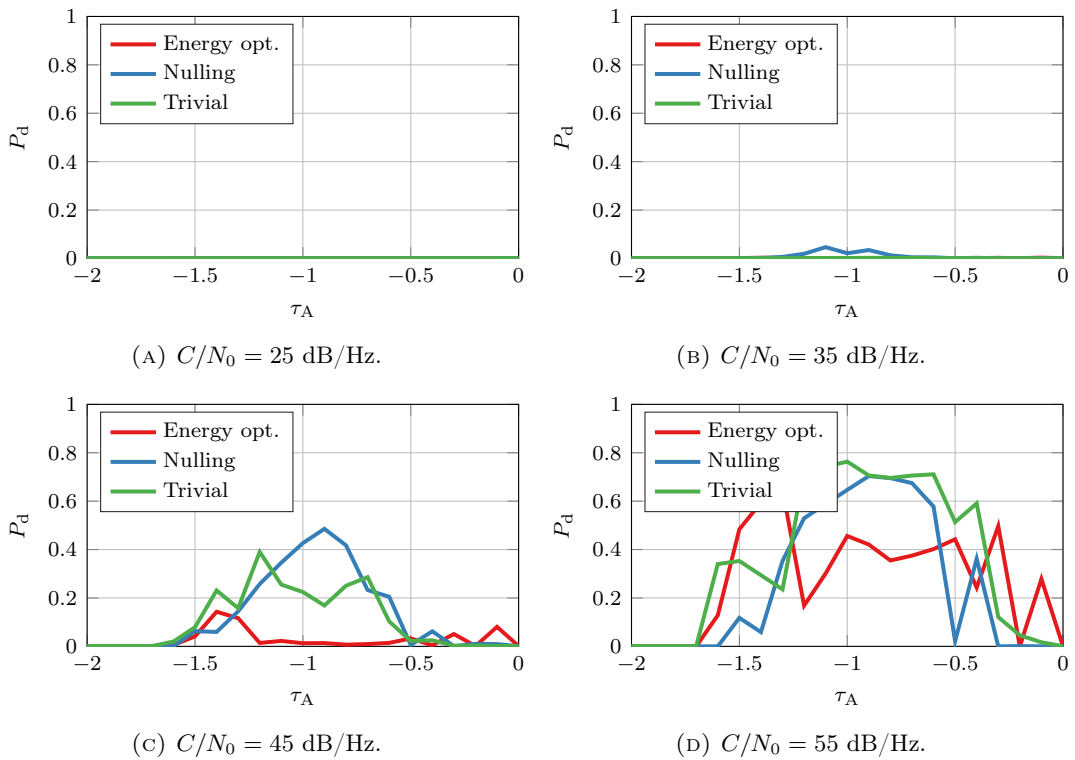 1
0.8
0.6
0.4
0.2
0
P_d
Energy opt.
Nulling
Trivial
−2 −1.5 −1 −0.5 0
τ_A
(A) C/N_0 = 25 dB/Hz.
1
0.8
0.6
0.4
0.2
0
P_d
Energy opt.
Nulling
Trivial
−2 −1.5 −1 −0.5 0
τ_A
(B) C/N_0 = 35 dB/Hz.
1
0.8
0.6
0.4
0.2
0
P_d
Energy opt.
Nulling
Trivial
−2 −1.5 −1 −0.5 0
τ_A
(C) C/N_0 = 45 dB/Hz.
1
0.8
0.6
0.4
0.2
0
P_d
Energy opt.
Nulling
Trivial
−2 −1.5 −1 −0.5 0
τ_A
(D) C/N_0 = 55 dB/Hz.